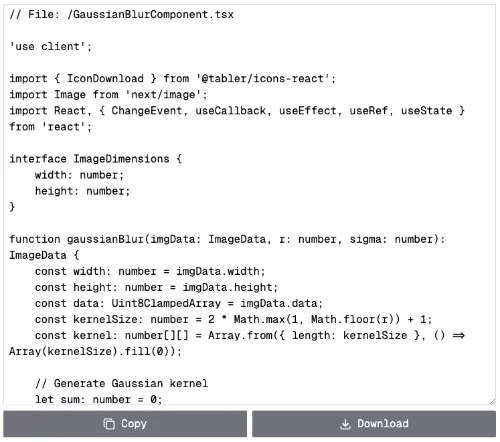 // File: /GaussianBlurComponent.tsx
'use client';
import { IconDownload } from '@tabler/icons-react';
import Image from 'next/image';
import React, { ChangeEvent, useCallback, useEffect, useRef, useState }
from 'react';
interface ImageDimensions {
    width: number;
    height: number;
}
function gaussianBlur(imgData: ImageData, r: number, sigma: number):
ImageData {
    const width: number = imgData.width;
    const height: number = imgData.height;
    const data: Uint8ClampedArray = imgData.data;
    const kernelSize: number = 2 * Math.max(1, Math.floor(r)) + 1;
    const kernel: number[][] = Array.from({ length: kernelSize }, () =>
Array(kernelSize).fill(0));
    // Generate Gaussian kernel
    let sum: number = 0;
Copy
Download